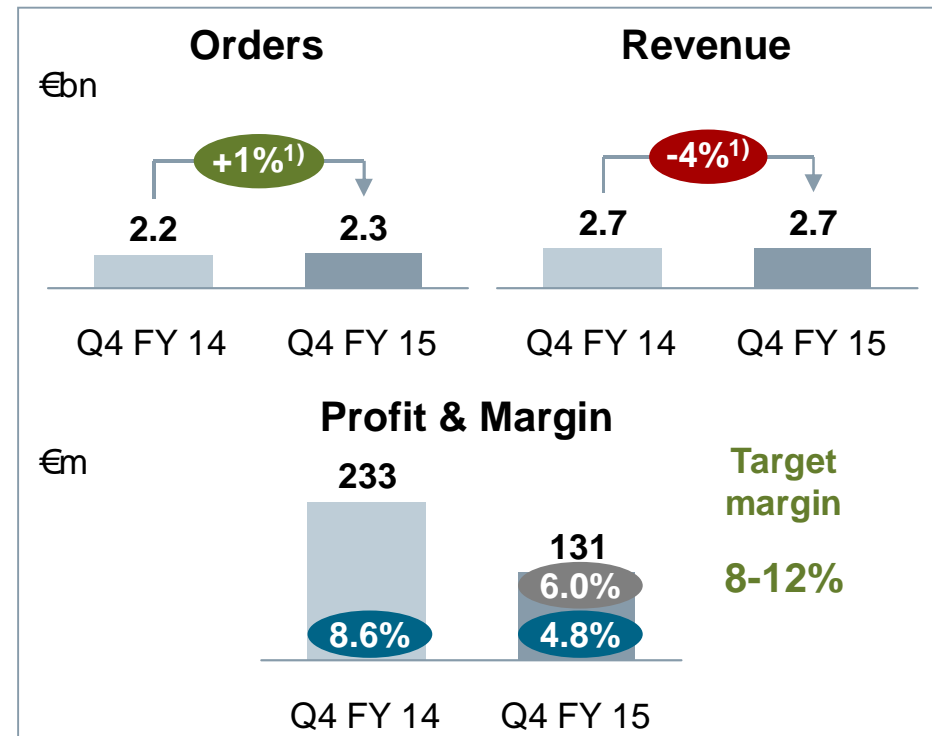 Orders
Revenue
€bn
+1%1)
-4%1)
2.2
2.3
2.7
2.7
Q4 FY 14
Q4 FY 15
Q4 FY 14
Q4 FY 15
Profit & Margin
€m
Target
margin
233
131
6.0%
8-12%
8.6%
4.8%
Q4 FY 14
Q4 FY 15